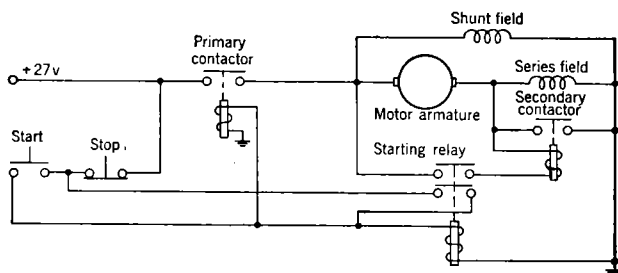 Shunt field
Primary
contactor
+27v
Series field
Motor armature
Secondary
contactor
Start
Stop
Starting relay